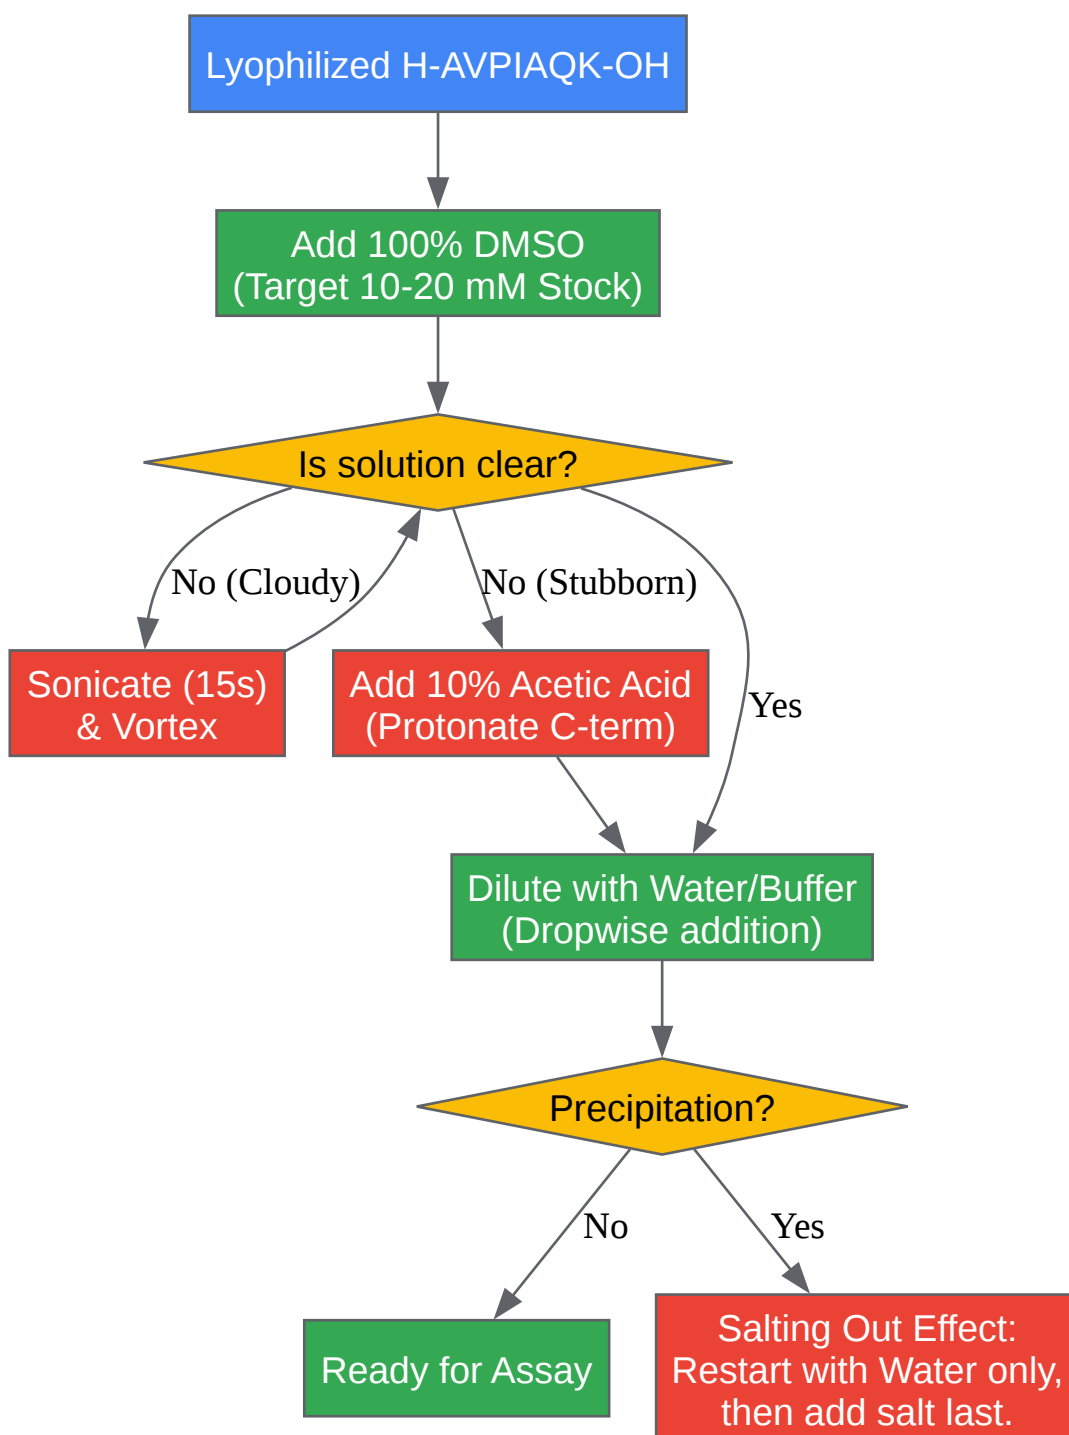 Lyophilized H-AVPIAQK-OH
Add 100% DMSO
(Target 10-20 mM Stock)
Is solution clear?
No (Cloudy)
No (Stubborn)
Sonicate (15s)
& Vortex
Add 10% Acetic Acid
(Protonate C-term)
Yes
Dilute with Water/Buffer
(Dropwise addition)
Precipitation?
No
Yes
Ready for Assay
Salting Out Effect:
Restart with Water only,
then add salt last.